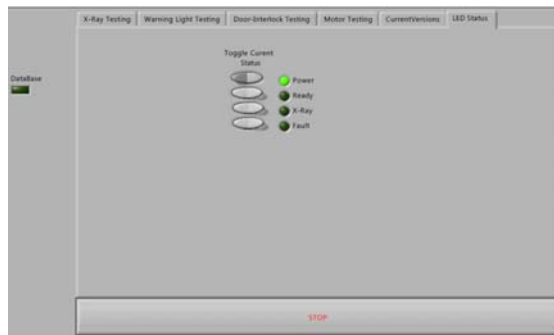 X-Ray Testing
Warning Light Testing
Door-Interlock Testing
Motor Testing
CurrentVersions
LED Status
Toggle Curent
Status
DataBase
Power
Ready
X-Ray
Fault
STOP